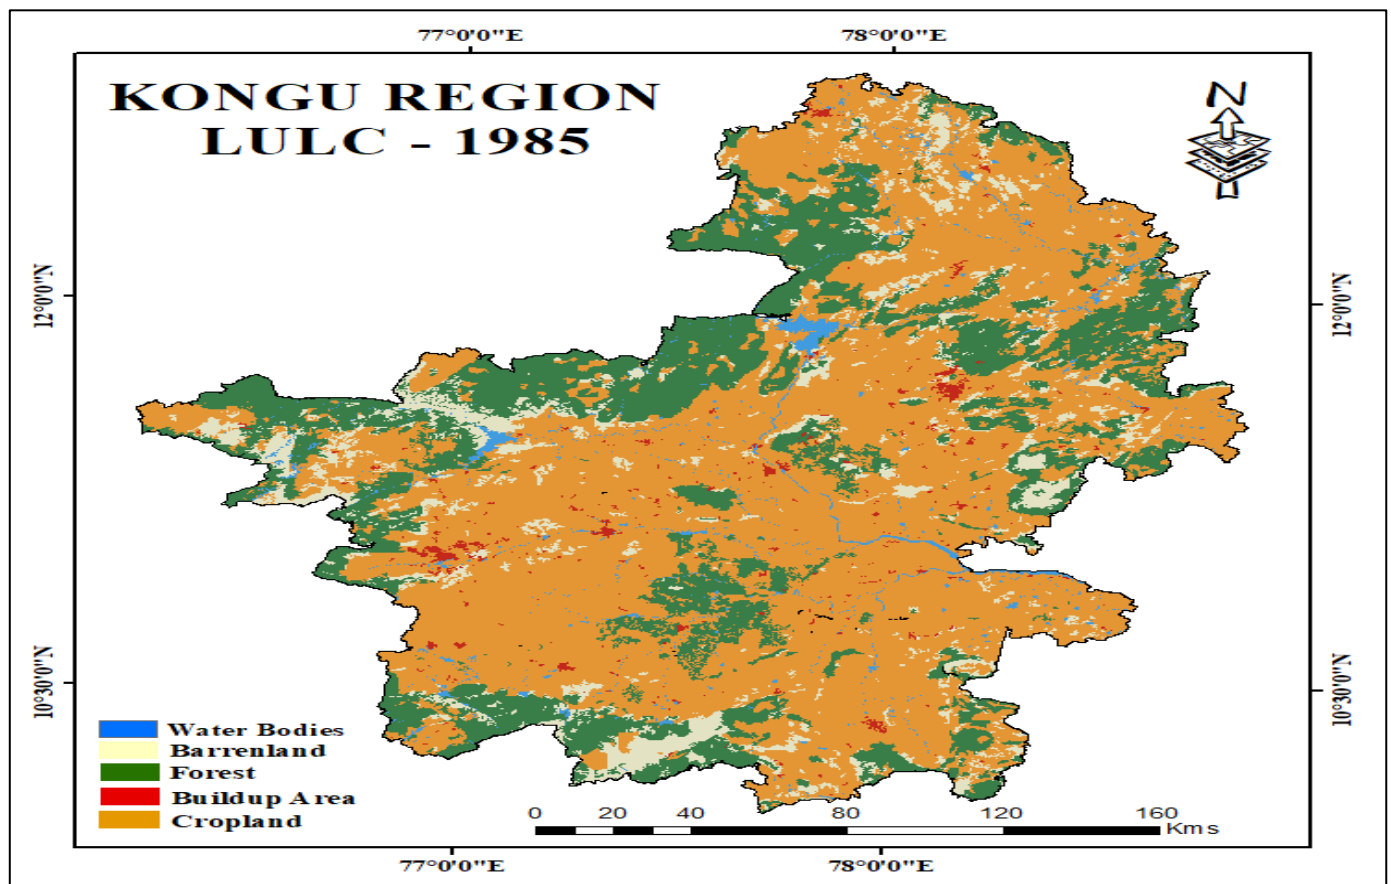 77°0'0"E 78°0'0"E
KONGU REGION
LULC - 1985
N
12°0'0"N 12°0'0"N
10°30'0"N 10°30'0"N
Water Bodies
Barrenland
Forest
Buildup Area
Cropland
0 20 40 80 120 160
Kms
77°0'0"E 78°0'0"E